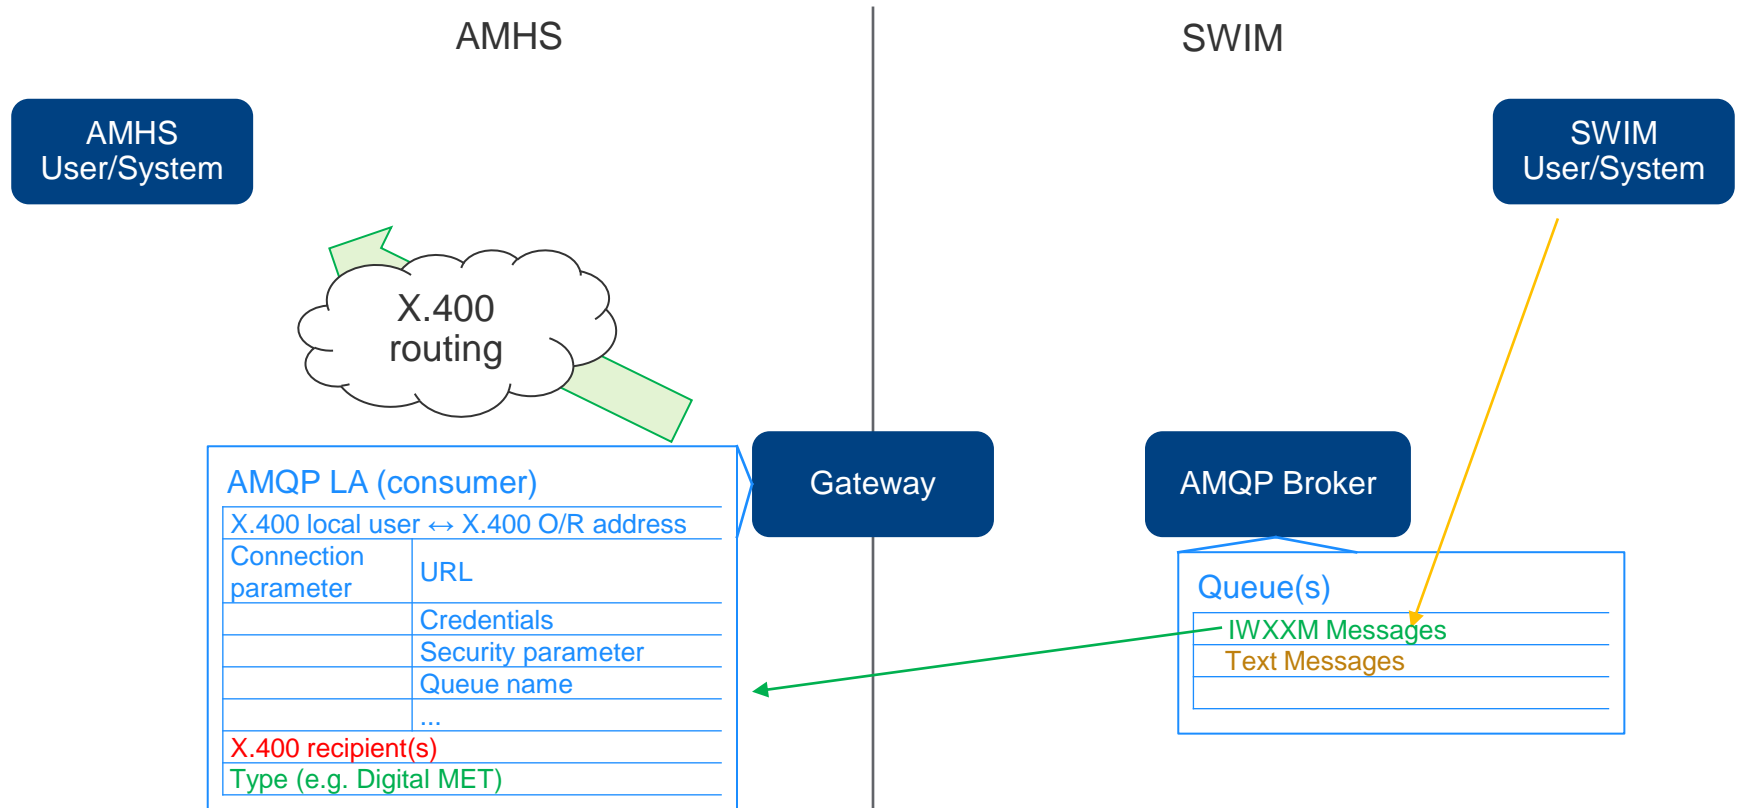 AMHS
SWIM
AMHS
User/System
SWIM
User/System
X.400
routing
Gateway
AMQP Broker
AMQP LA (consumer)
X.400 local user ↔ X.400 O/R address
Connection
parameter
URL
Credentials
Security parameter
Queue name
...
X.400 recipient(s)
Type (e.g. Digital MET)
Queue(s)
IWXXM Messages
Text Messages